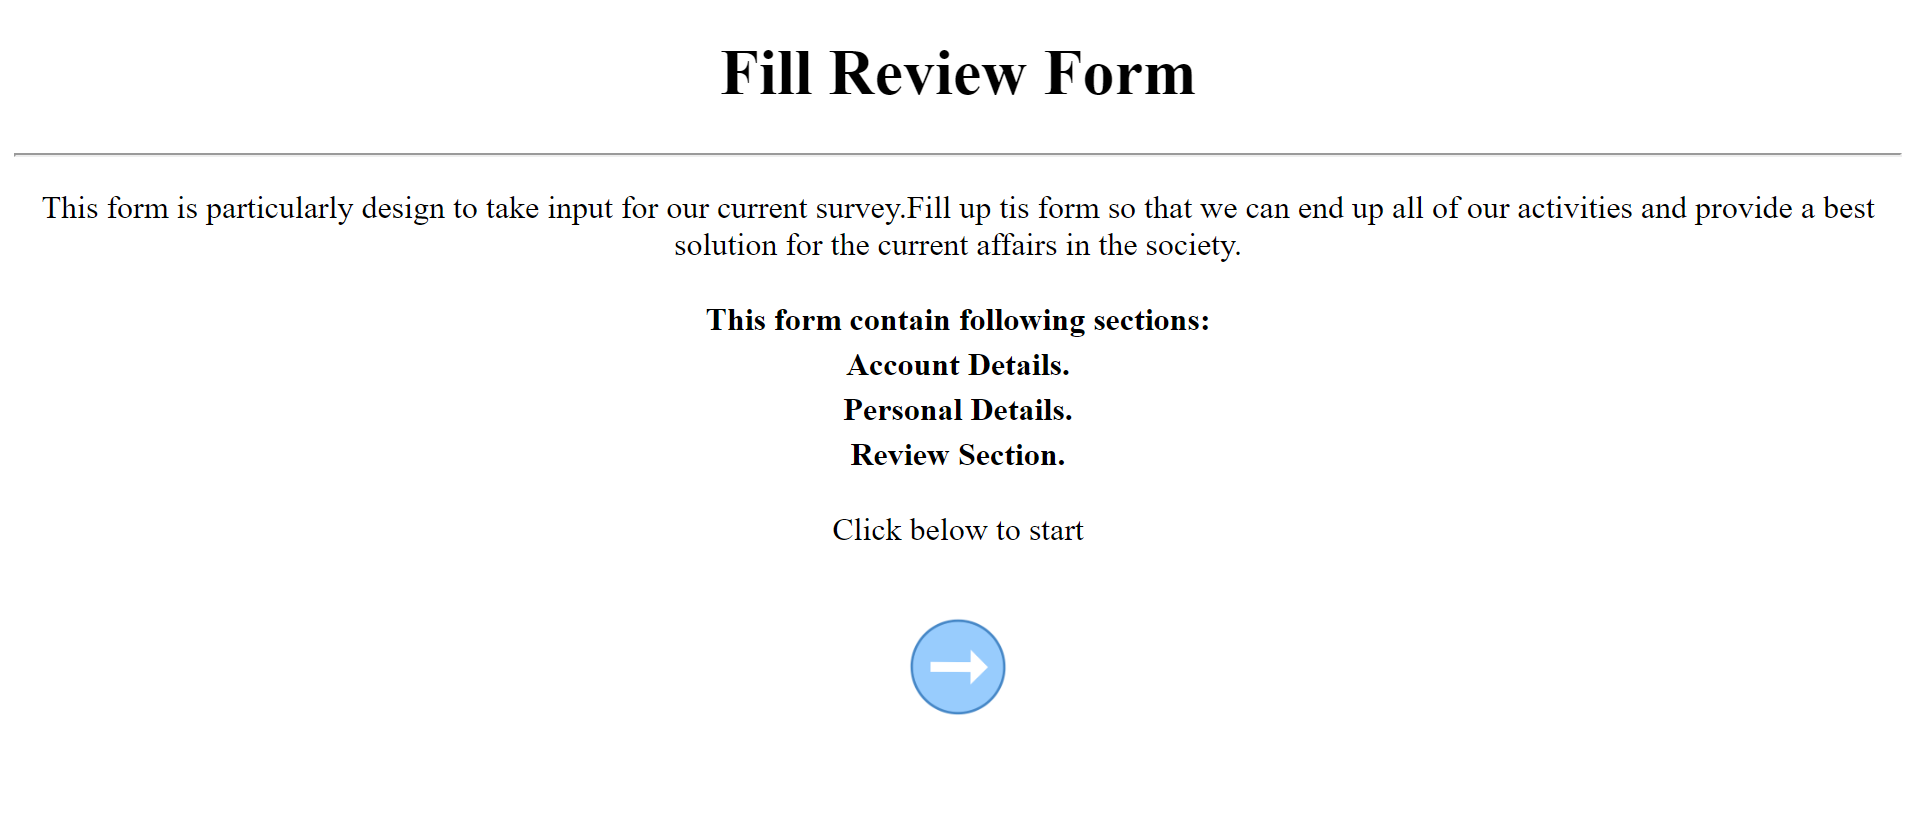 Fill Review Form
This form is particularly design to take input for our current survey.Fill up tis form so that we can end up all of our activities and provide a best
solution for the current affairs in the society.
This form contain following sections:
Account Details.
Personal Details.
Review Section.
Click below to start